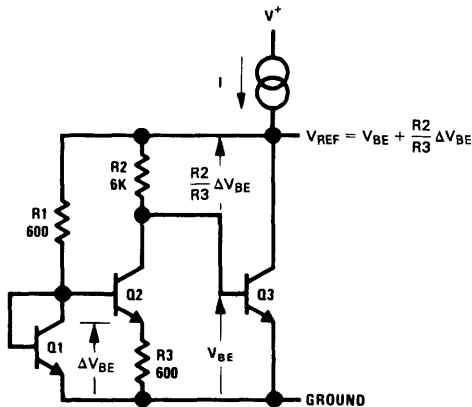 V+
I
VREF = VBE + R2/R3 ΔVBE
R2
6K
R2/R3 ΔVBE
R1
600
Q2
Q3
Q1
ΔVBE
R3
600
VBE
GROUND